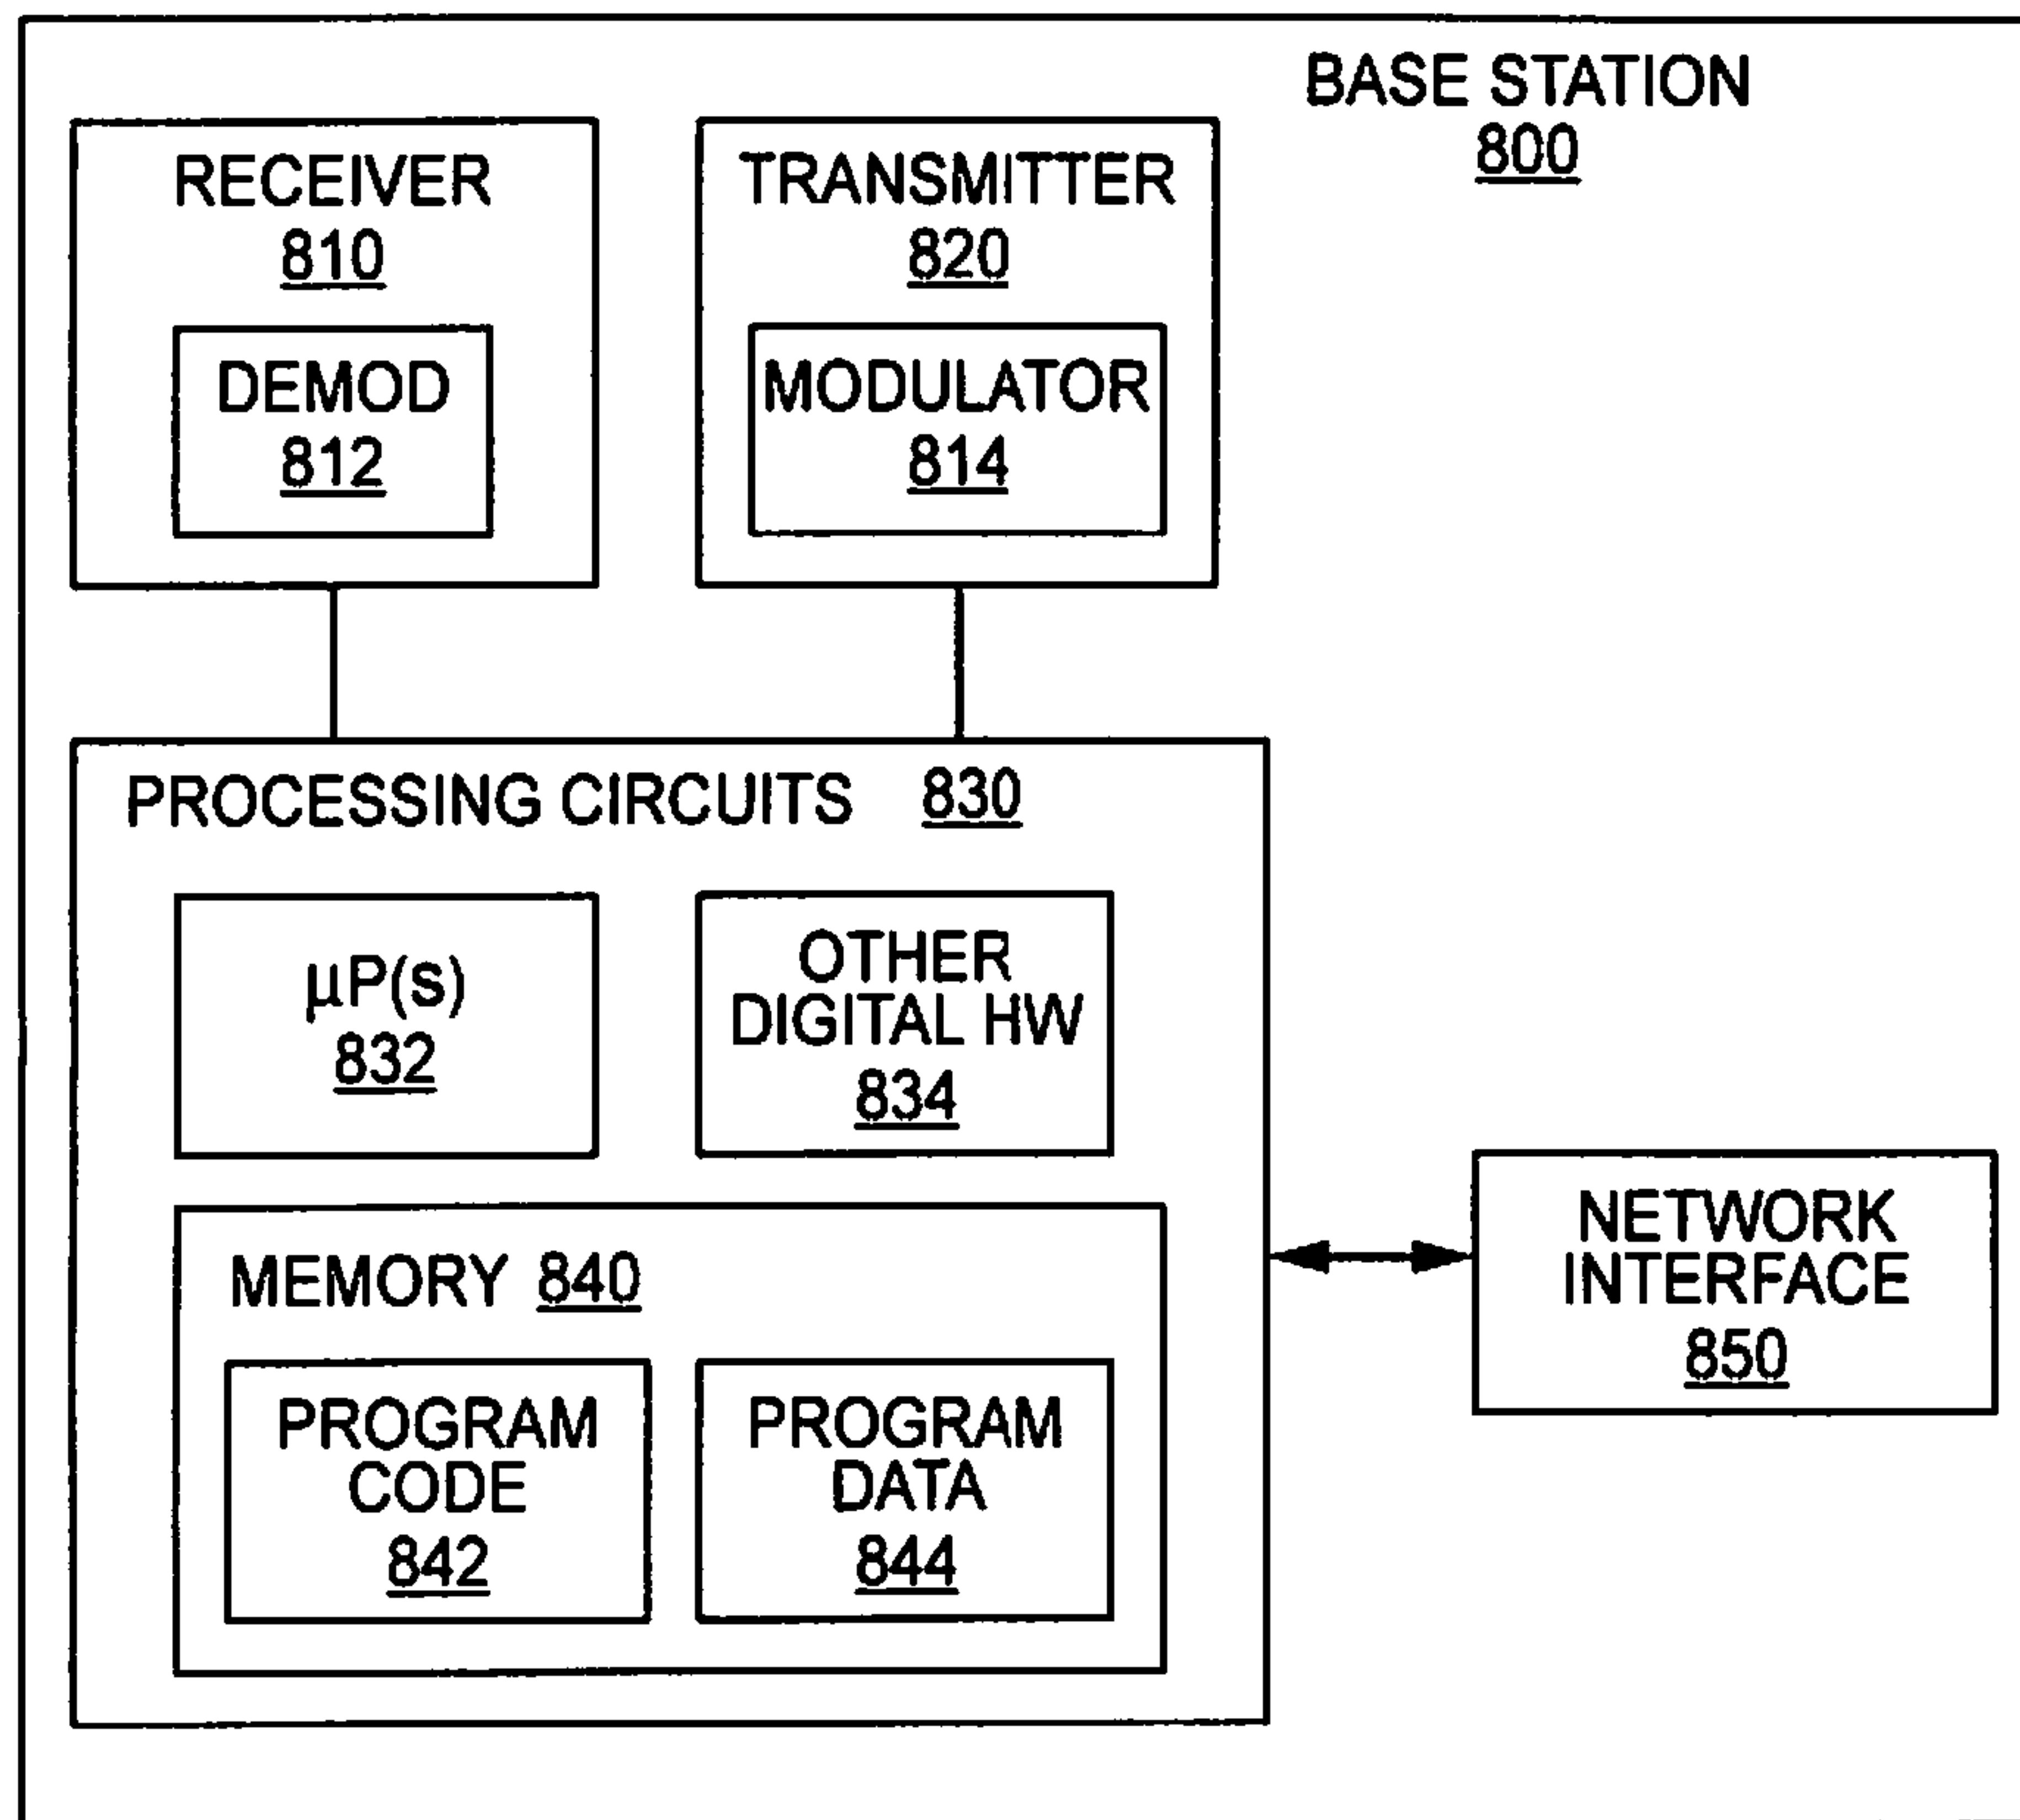 BASE STATION
800
RECEIVER
810
DEMOD
812
TRANSMITTER
820
MODULATOR
814
PROCESSING CIRCUITS 830
µP(s)
832
OTHER
DIGITAL HW
834
MEMORY 840
PROGRAM
CODE
842
PROGRAM
DATA
844
NETWORK
INTERFACE
850